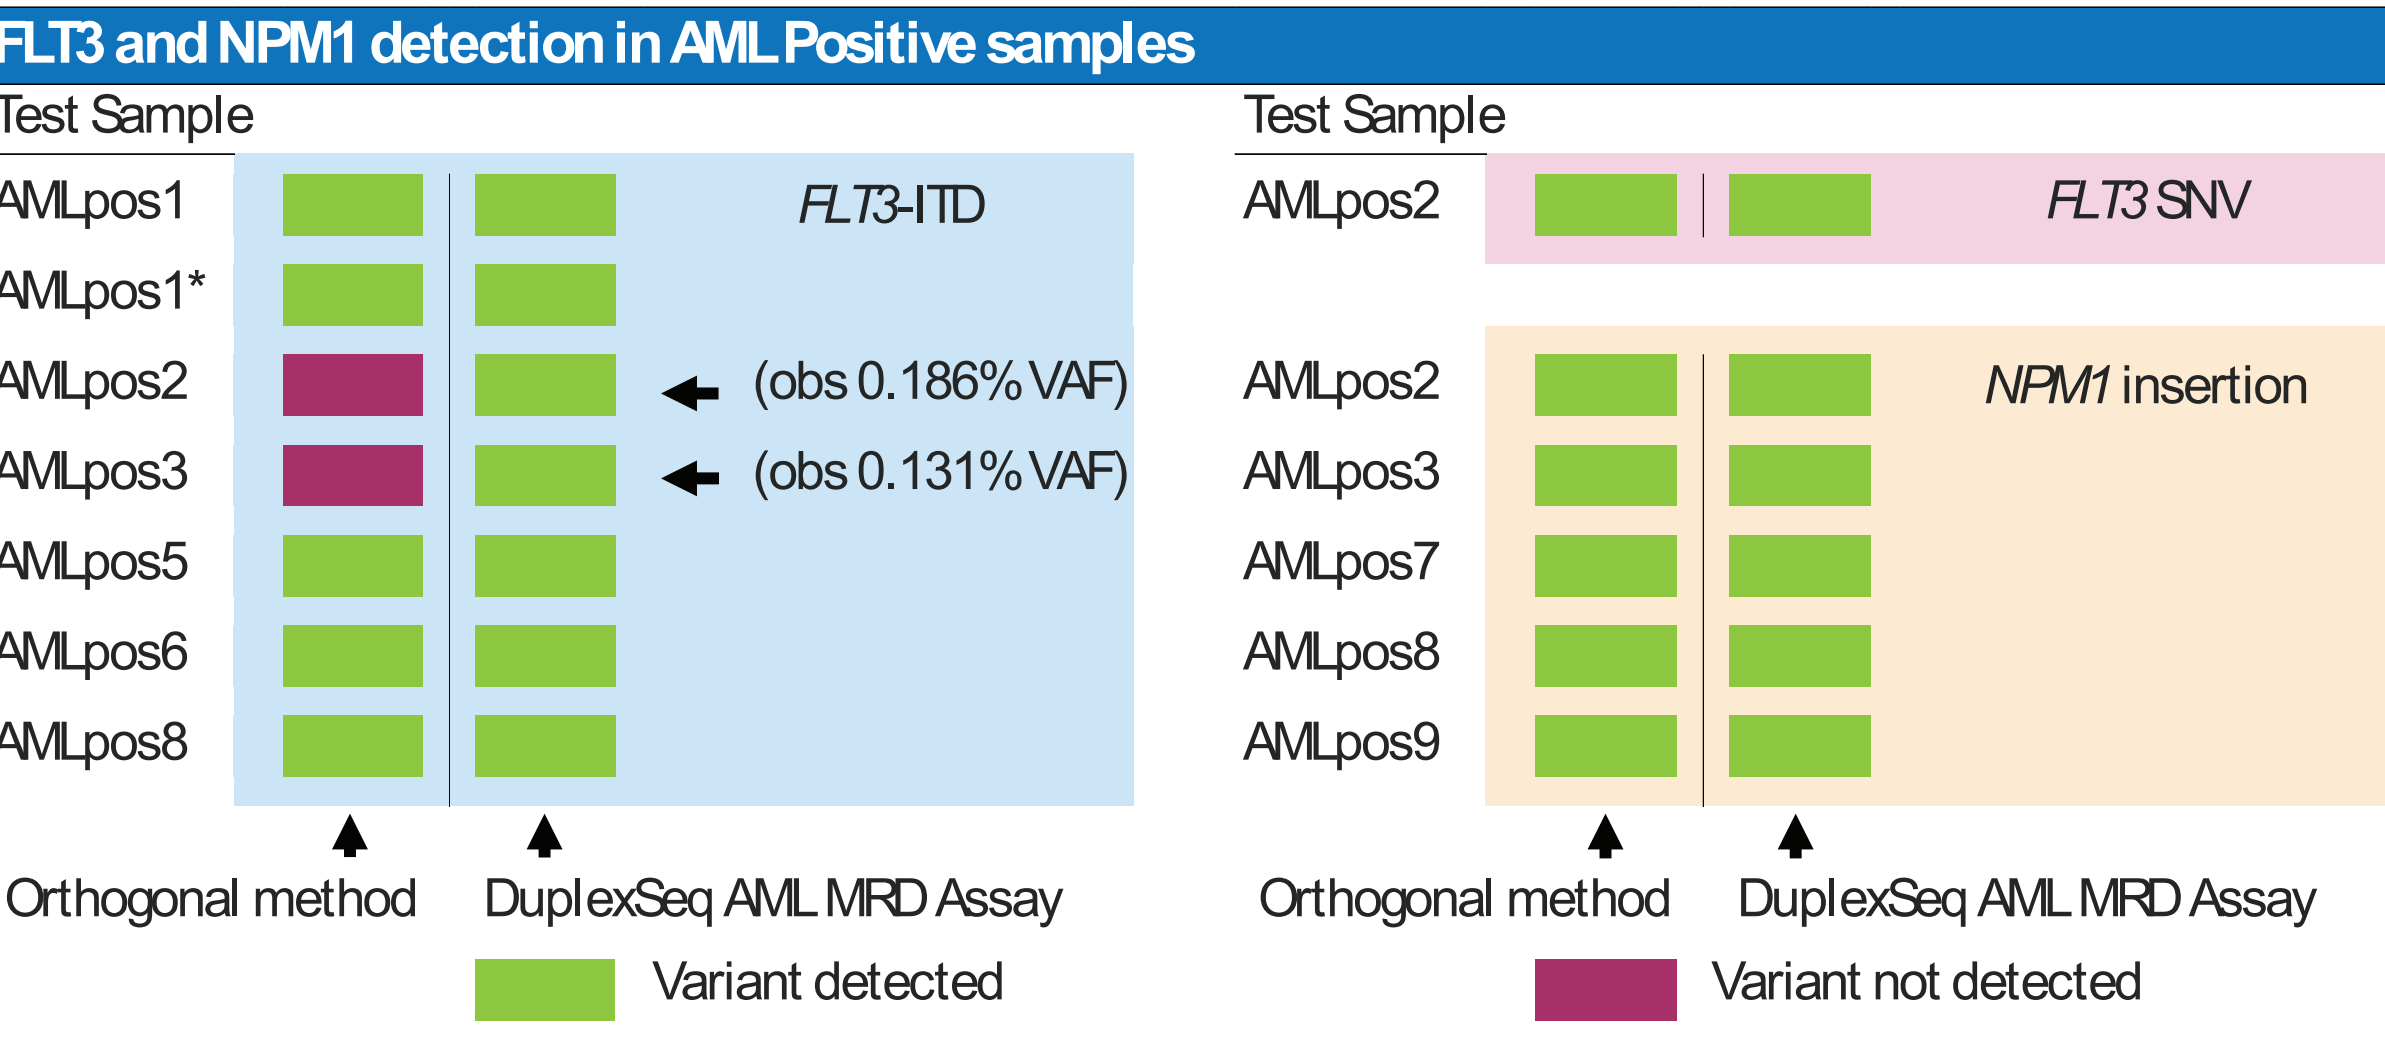 FLT3 and NPM1 detection in AML Positive samples
Test Sample
AMLpos1
FLT3-ITD
AMLpos1*
AMLpos2
(obs 0.186% VAF)
AMLpos3
(obs 0.131% VAF)
AMLpos5
AMLpos6
AMLpos8
Orthogonal method
DuplexSeq AML MRD Assay
Variant detected
Test Sample
AMLpos2
FLT3 SNV
AMLpos2
NPM1 insertion
AMLpos3
AMLpos7
AMLpos8
AMLpos9
Orthogonal method
DuplexSeq AML MRD Assay
Variant not detected